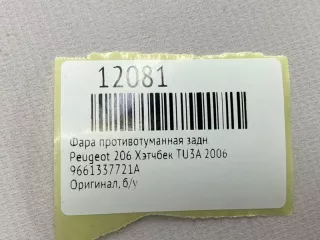 12081
Фара противотуманная задн
Peugeot 206 Хэтчбек TU3A 2006
9661337721A
Оригинал, б/у